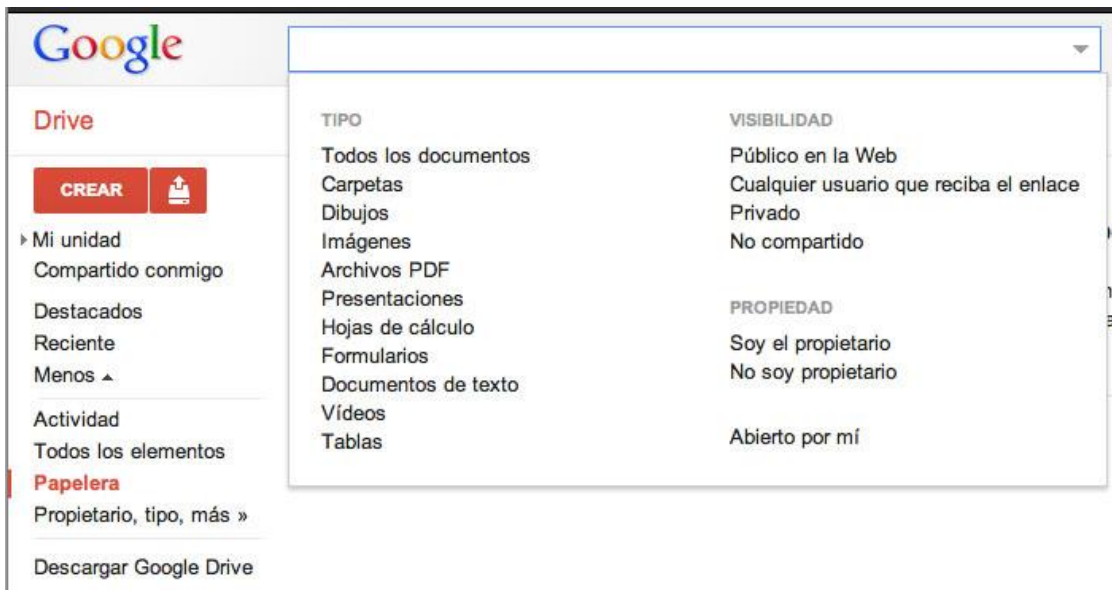 Google
Drive
CREAR
Mi unidad
Compartido conmigo
Destacados
Reciente
Menos
Actividad
Todos los elementos
Papelera
Propietario, tipo, más »
Descargar Google Drive
TIPO
Todos los documentos
Carpetas
Dibujos
Imágenes
Archivos PDF
Presentaciones
Hojas de cálculo
Formularios
Documentos de texto
Vídeos
Tablas
VISIBILIDAD
Público en la Web
Cualquier usuario que reciba el enlace
Privado
No compartido
PROPIEDAD
Soy el propietario
No soy propietario
Abierto por mí